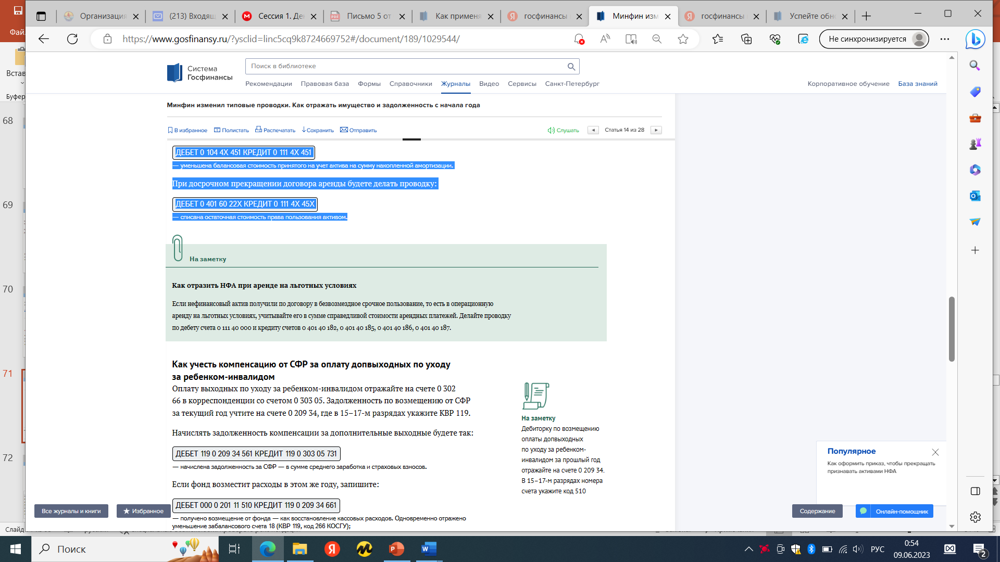 Организация
(213) Входящ
Сессия 1. Де
Письмо 5 от
Как применя
госфинансы
Минфин изм
госфинансы
Успейте обн
Фай
https://www.gosfinansy.ru/?ysclid=linc5cq9k8724669752#/document/189/1029544/
Не синхронизируется
Встав
Буфер
68
69
70
71
72
Система
Госфинансы
Поиск в библиотеке
Рекомендации Правовая база Формы Справочники Журналы Видео Сервисы Санкт-Петербург
Корпоративное обучение База знаний
Минфин изменил типовые проводки. Как отражать имущество и задолженность с начала года
В избранное Полистать Распечатать Сохранить Отправить
Слушать Статья 14 из 28
ДЕБЕТ 0 104 4Х 451 КРЕДИТ 0 111 4Х 451
— уменьшена балансовая стоимость принятого на учет актива на сумму накопленной амортизации.
При досрочном прекращении договора аренды будете делать проводку:
ДЕБЕТ 0 401 60 22Х КРЕДИТ 0 111 4Х 45Х
— списана остаточная стоимость права пользования активом.
На заметку
Как отразить НФА при аренде на льготных условиях
Если нефинансовый актив получили по договору в безвозмездное срочное пользование, то есть в операционную
аренду на льготных условиях, учитывайте его в сумме справедливой стоимости арендных платежей. Делайте проводку
по дебету счета 0 111 40 000 и кредиту счетов 0 401 40 182, 0 401 40 185, 0 401 40 186, 0 401 40 187.
Как учесть компенсацию от СФР за оплату допвыходных по уходу
за ребенком-инвалидом
Оплату выходных по уходу за ребенком-инвалидом отражайте на счете 0 302
66 в корреспонденции со счетом 0 303 05. Задолженность по возмещению от СФР
за текущий год учтите на счете 0 209 34, где в 15–17-м разрядах укажите КВР 119.
Начислять задолженность компенсации за дополнительные выходные будете так:
ДЕБЕТ 119 0 209 34 561 КРЕДИТ 119 0 303 05 731
— начислена задолженность за СФР — в сумме среднего заработка и страховых взносов.
Если фонд возместит расходы в этом же году, запишите:
ДЕБЕТ 000 0 201 11 510 КРЕДИТ 119 0 209 34 661
— получено возмещение от фонда — как восстановление кассовых расходов. Одновременно отражено
уменьшение забалансового счета 18 (КВР 119, код 266 КОСГУ);
На заметку
Дебиторку по возмещению
оплаты допвыходных
по уходу за ребенком-
инвалидом за прошлый год
отражайте на счете 0 209 34.
В 15–17-м разрядах номера
счета укажите код 510
Популярное
Как оформить приказ, чтобы прекращать
признавать активами НФА
Все журналы и книги
Избранное
Содержание
Онлайн-помощник
Слайд
Поиск
РУС
0:54
09.06.2023
2